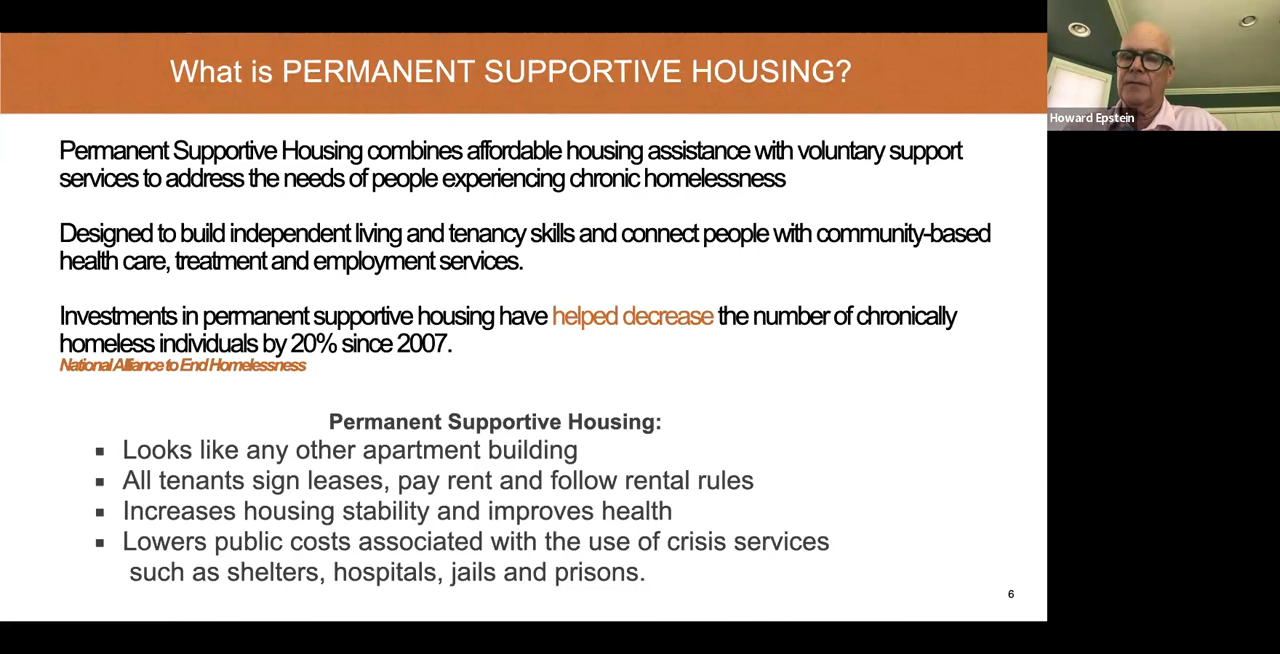 What is PERMANENT SUPPORTIVE HOUSING?
Howard Epstein
Permanent Supportive Housing combines affordable housing assistance with voluntary support
services to address the needs of people experiencing chronic homelessness
Designed to build independent living and tenancy skills and connect people with community-based
health care, treatment and employment services.
Investments in permanent supportive housing have helped decrease the number of chronically
homeless individuals by 20% since 2007.
National Alliance to End Homelessness
Permanent Supportive Housing:
▪ Looks like any other apartment building
▪ All tenants sign leases, pay rent and follow rental rules
▪ Increases housing stability and improves health
▪ Lowers public costs associated with the use of crisis services
such as shelters, hospitals, jails and prisons.
6